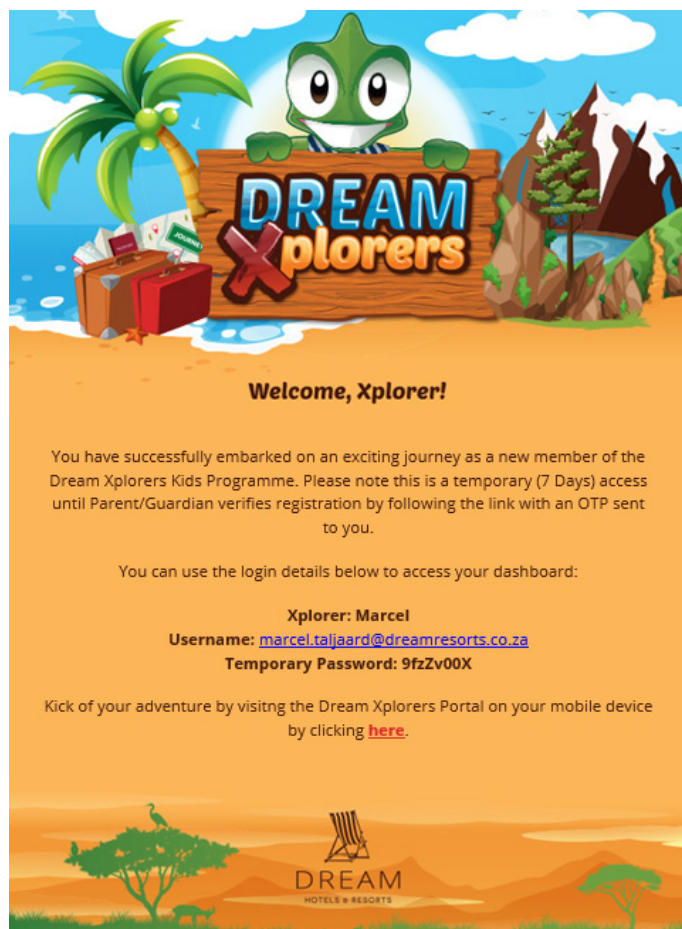 JOURNEY
DREAM
Xplorers
Welcome, Xplorer!
You have successfully embarked on an exciting journey as a new member of the
Dream Xplorers Kids Programme. Please note this is a temporary (7 Days) access
until Parent/Guardian verifies registration by following the link with an OTP sent
to you.
You can use the login details below to access your dashboard:
Xplorer: Marcel
Username: marcel.taljaard@dreamresorts.co.za
Temporary Password: 9fzZv00X
Kick of your adventure by visitng the Dream Xplorers Portal on your mobile device
by clicking here.
DREAM
HOTELS & RESORTS